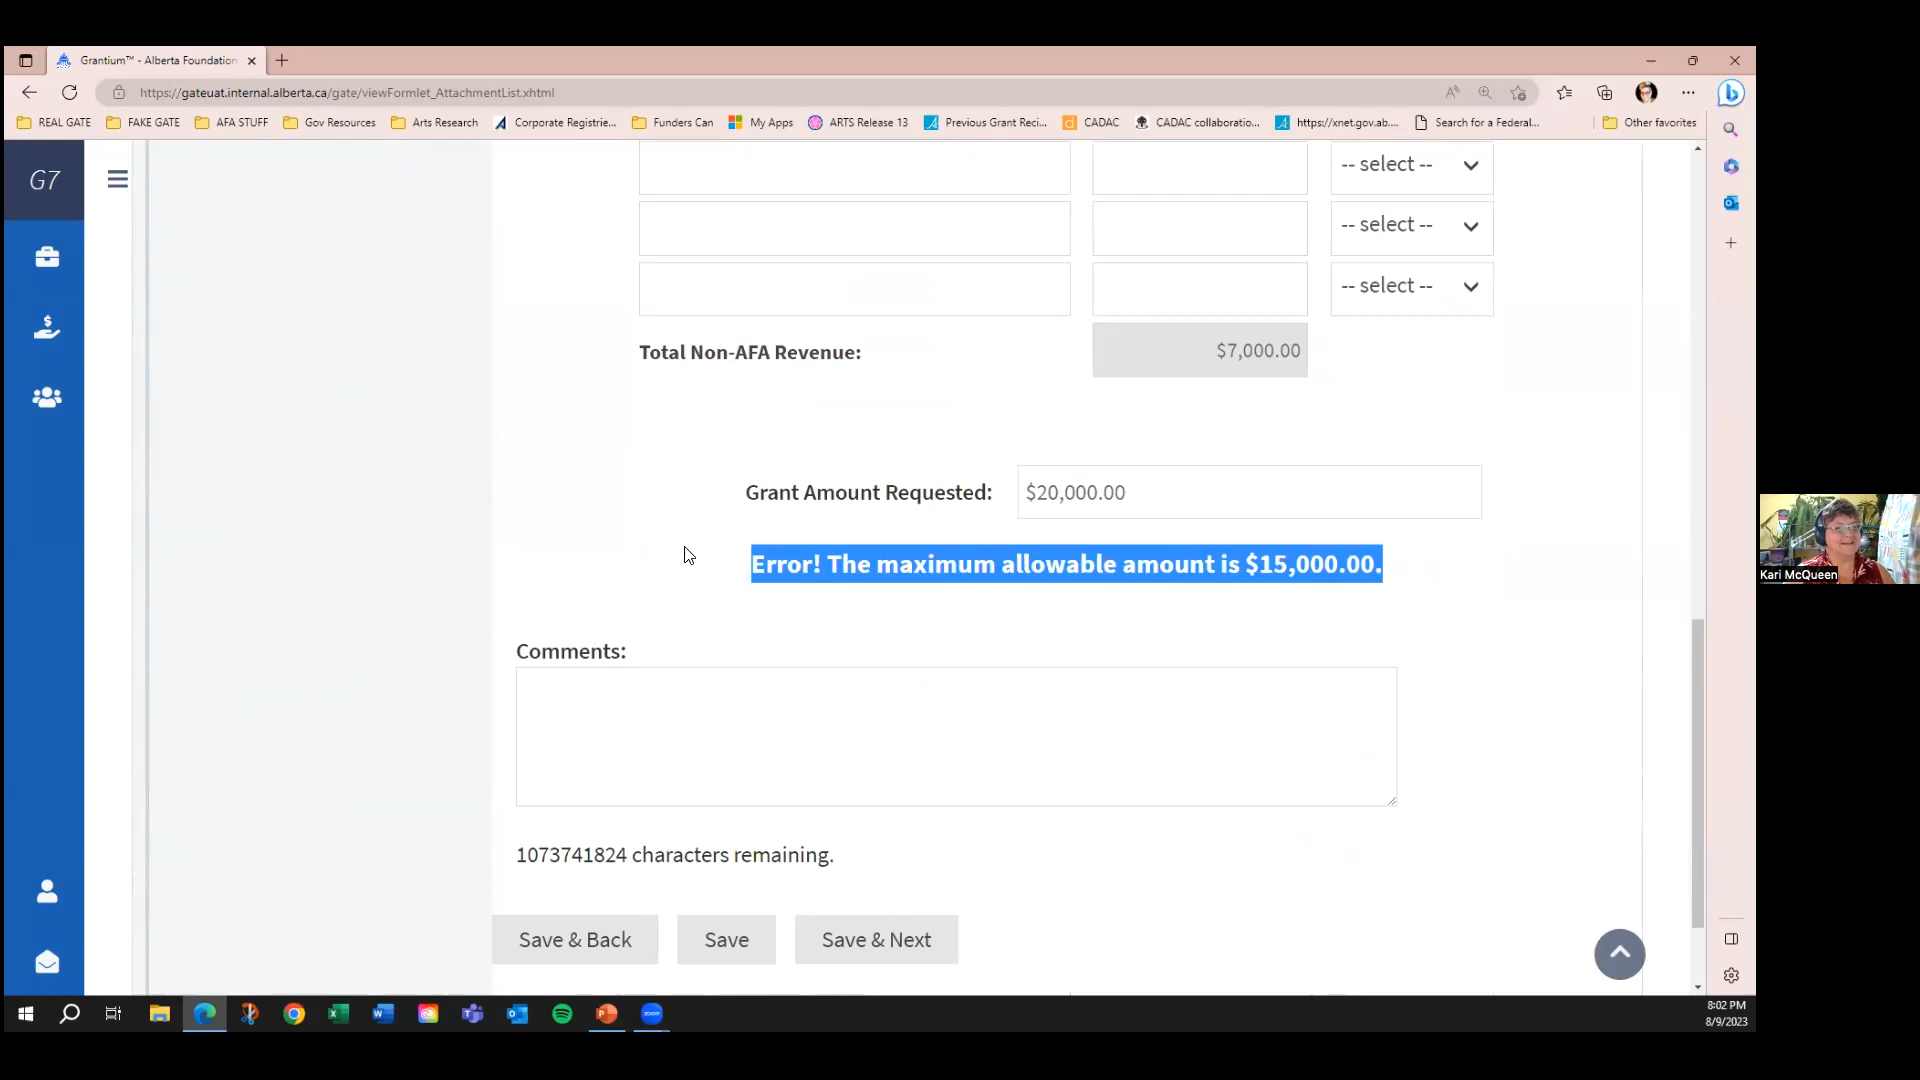 Grantium™ - Alberta Foundation
https://gateuat.internal.alberta.ca/gate/viewFormlet_AttachmentList.xhtml
REAL GATE
FAKE GATE
AFA STUFF
Gov Resources
Arts Research
Corporate Registrie...
Funders Can
My Apps
ARTS Release 13
Previous Grant Reci...
CADAC
CADAC collaboratio...
https://xnet.gov.ab....
Search for a Federal...
Other favorites
G7
-- select --
-- select --
-- select --
Total Non-AFA Revenue: $7,000.00
Grant Amount Requested: $20,000.00
Error! The maximum allowable amount is $15,000.00.
Kari McQueen
Comments:
1073741824 characters remaining.
Save & Back
Save
Save & Next
8:02 PM
8/9/2023